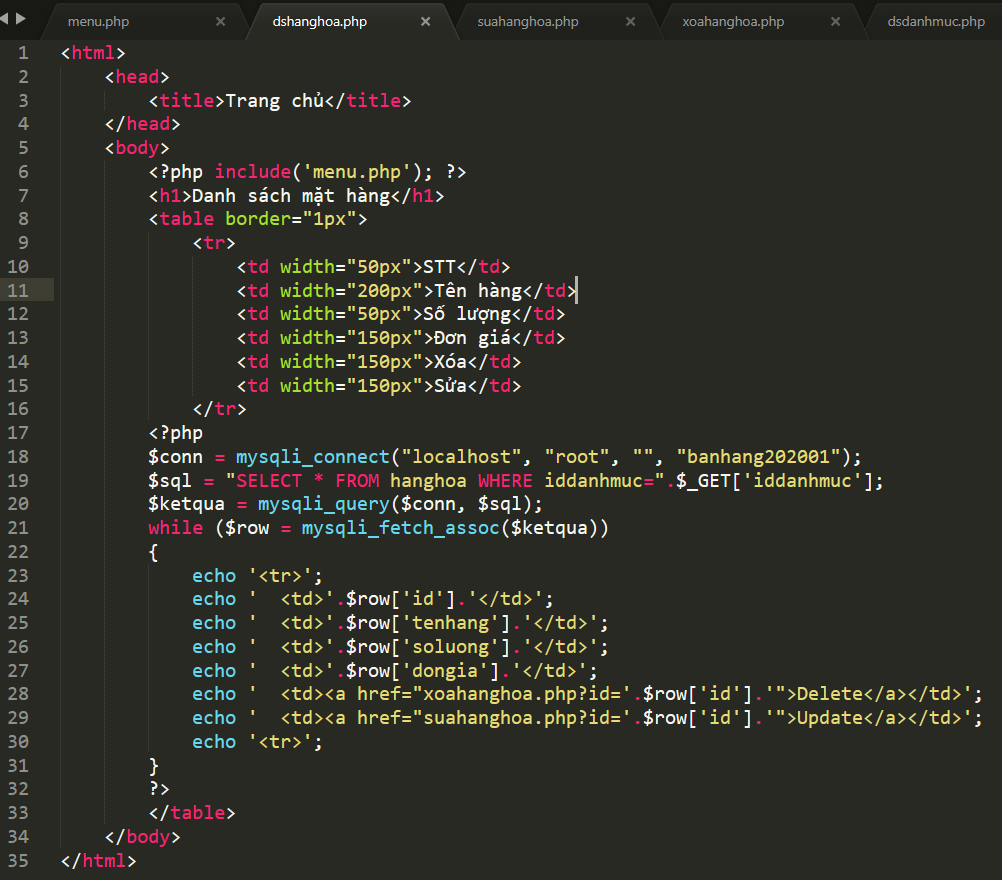 menu.php × dshanghoa.php × suahanghoa.php × xoahanghoa.php × dsdanhmuc.php
1 <html>
2     <head>
3         <title>Trang chủ</title>
4     </head>
5     <body>
6         <?php include('menu.php'); ?>
7         <h1>Danh sách mặt hàng</h1>
8         <table border="1px">
9             <tr>
10                 <td width="50px">STT</td>
11                 <td width="200px">Tên hàng</td>
12                 <td width="50px">Số lượng</td>
13                 <td width="150px">Đơn giá</td>
14                 <td width="150px">Xóa</td>
15                 <td width="150px">Sửa</td>
16             </tr>
17         <?php
18         $conn = mysqli_connect("localhost", "root", "", "banhang202001");
19         $sql = "SELECT * FROM hanghoa WHERE iddanhmuc=".$_GET['iddanhmuc'];
20         $ketqua = mysqli_query($conn, $sql);
21         while ($row = mysqli_fetch_assoc($ketqua))
22         {
23             echo '<tr>';
24             echo '  <td>'.$row['id'].'</td>';
25             echo '  <td>'.$row['tenhang'].'</td>';
26             echo '  <td>'.$row['soluong'].'</td>';
27             echo '  <td>'.$row['dongia'].'</td>';
28             echo '  <td><a href="xoahanghoa.php?id='.$row['id'].'">Delete</a></td>';
29             echo '  <td><a href="suahanghoa.php?id='.$row['id'].'">Update</a></td>';
30             echo '<tr>';
31         }
32         ?>
33         </table>
34     </body>
35 </html>